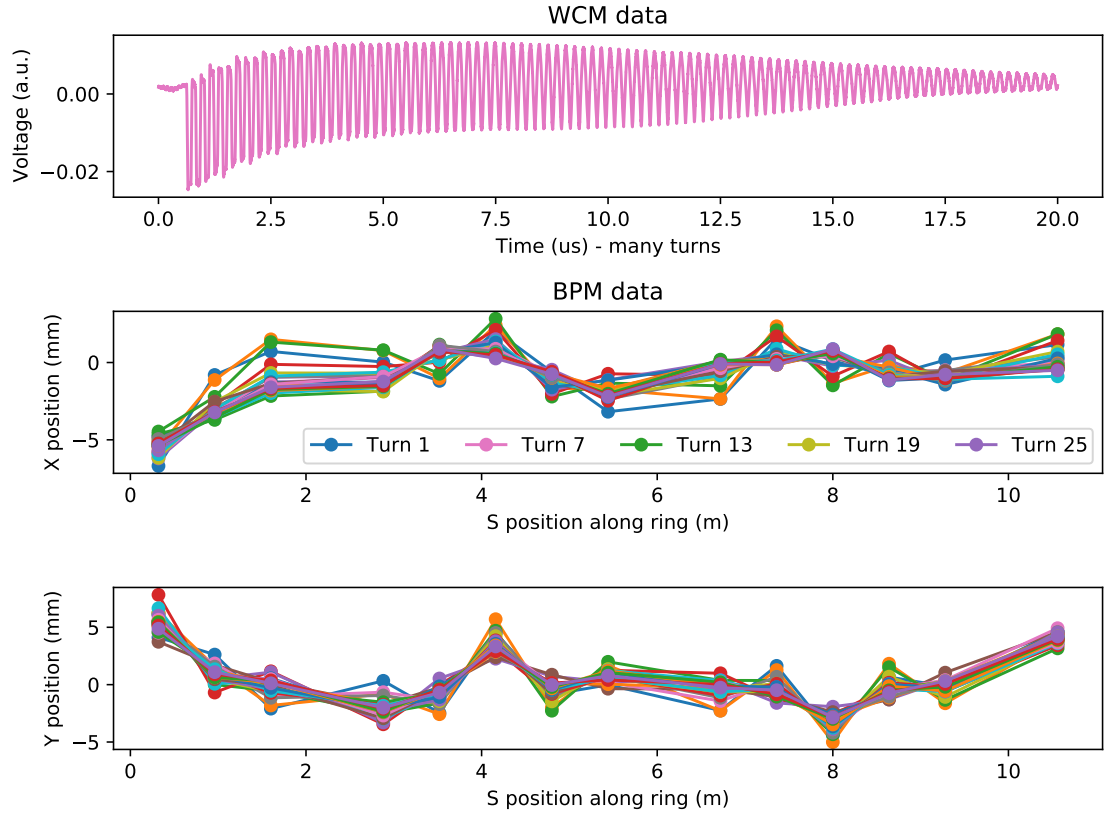 WCM data
Voltage (a.u.)
0.00
−0.02
0.0 2.5 5.0 7.5 10.0 12.5 15.0 17.5 20.0
Time (us) - many turns
BPM data
X position (mm)
0
−5
Turn 1 Turn 7 Turn 13 Turn 19 Turn 25
0 2 4 6 8 10
S position along ring (m)
Y position (mm)
5
0
−5
0 2 4 6 8 10
S position along ring (m)